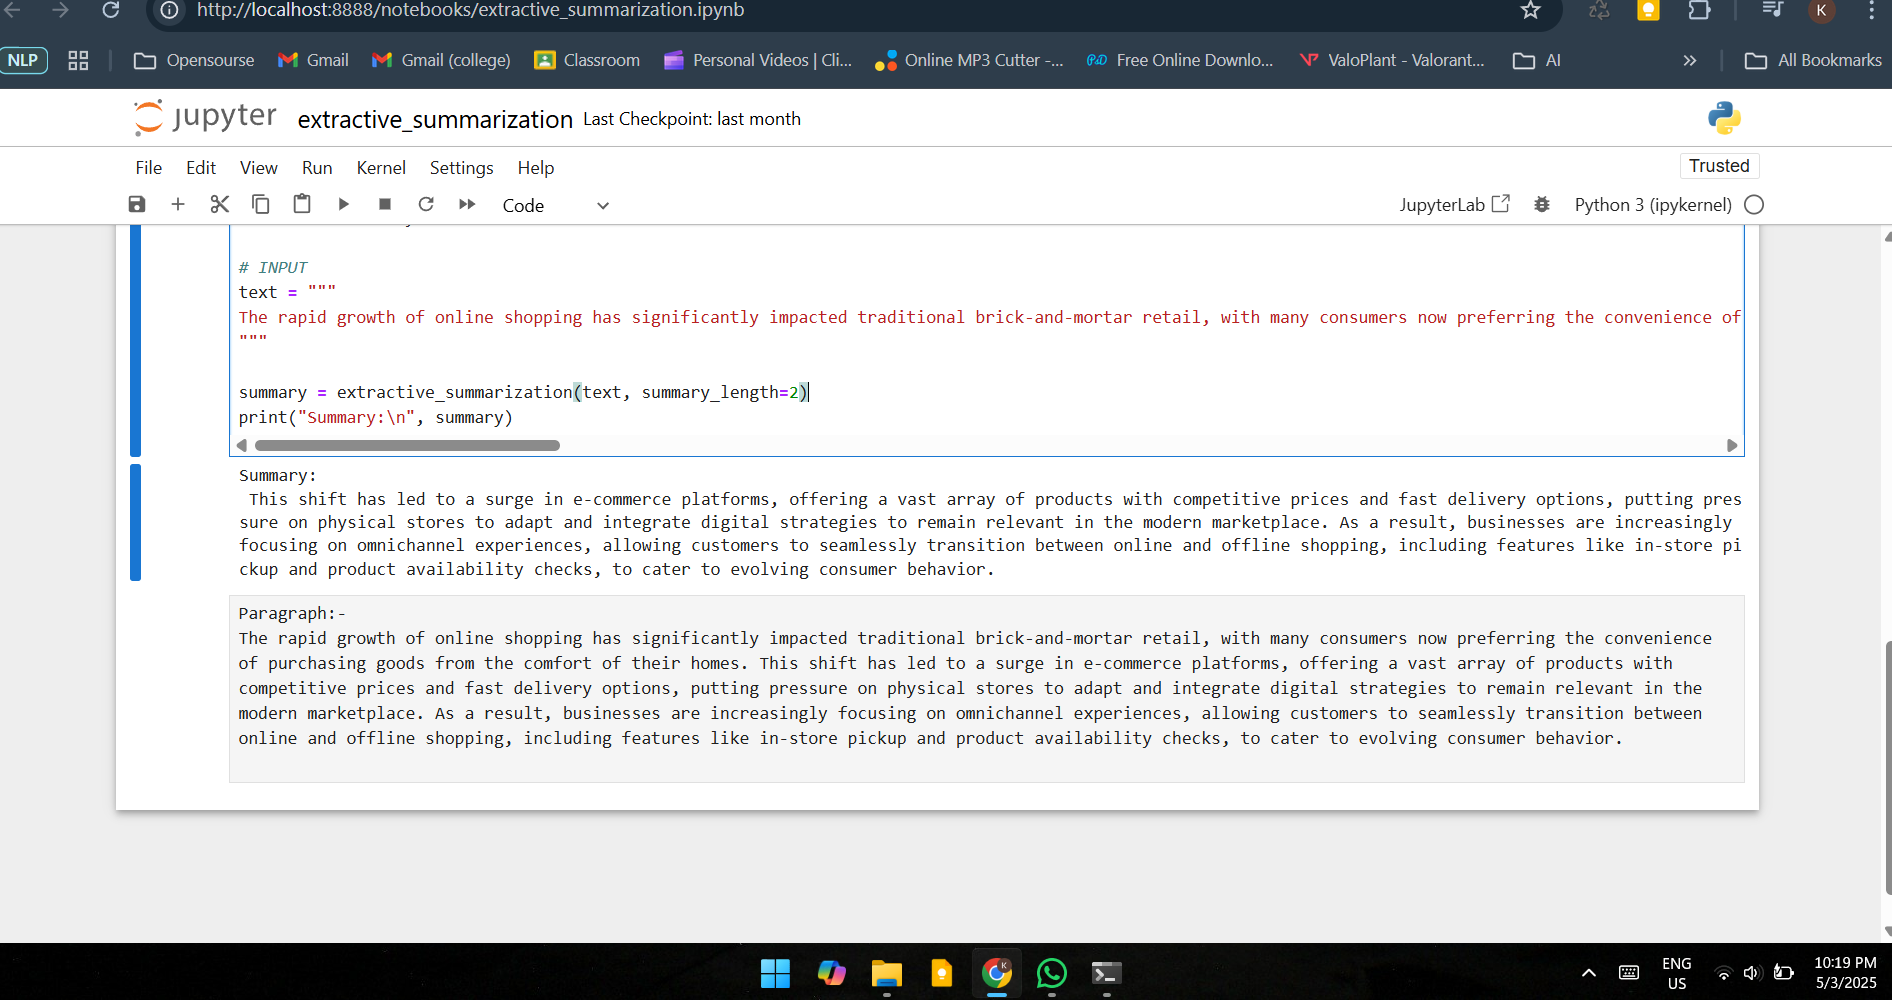 http://localhost:8888/notebooks/extractive_summarization.ipynb
K
NLP
Opensourse
Gmail
Gmail (college)
Classroom
Personal Videos | Cli...
Online MP3 Cutter -...
Free Online Downlo...
ValoPlant - Valorant...
AI
»
All Bookmarks
jupyter extractive_summarization Last Checkpoint: last month
File Edit View Run Kernel Settings Help
Trusted
Code
JupyterLab
Python 3 (ipykernel)
# INPUT
text = """
The rapid growth of online shopping has significantly impacted traditional brick-and-mortar retail, with many consumers now preferring the convenience of
"""
summary = extractive_summarization(text, summary_length=2)
print("Summary:\n", summary)
Summary:
This shift has led to a surge in e-commerce platforms, offering a vast array of products with competitive prices and fast delivery options, putting pres
sure on physical stores to adapt and integrate digital strategies to remain relevant in the modern marketplace. As a result, businesses are increasingly
focusing on omnichannel experiences, allowing customers to seamlessly transition between online and offline shopping, including features like in-store pi
ckup and product availability checks, to cater to evolving consumer behavior.
Paragraph:-
The rapid growth of online shopping has significantly impacted traditional brick-and-mortar retail, with many consumers now preferring the convenience
of purchasing goods from the comfort of their homes. This shift has led to a surge in e-commerce platforms, offering a vast array of products with
competitive prices and fast delivery options, putting pressure on physical stores to adapt and integrate digital strategies to remain relevant in the
modern marketplace. As a result, businesses are increasingly focusing on omnichannel experiences, allowing customers to seamlessly transition between
online and offline shopping, including features like in-store pickup and product availability checks, to cater to evolving consumer behavior.
ENG
US
10:19 PM
5/3/2025